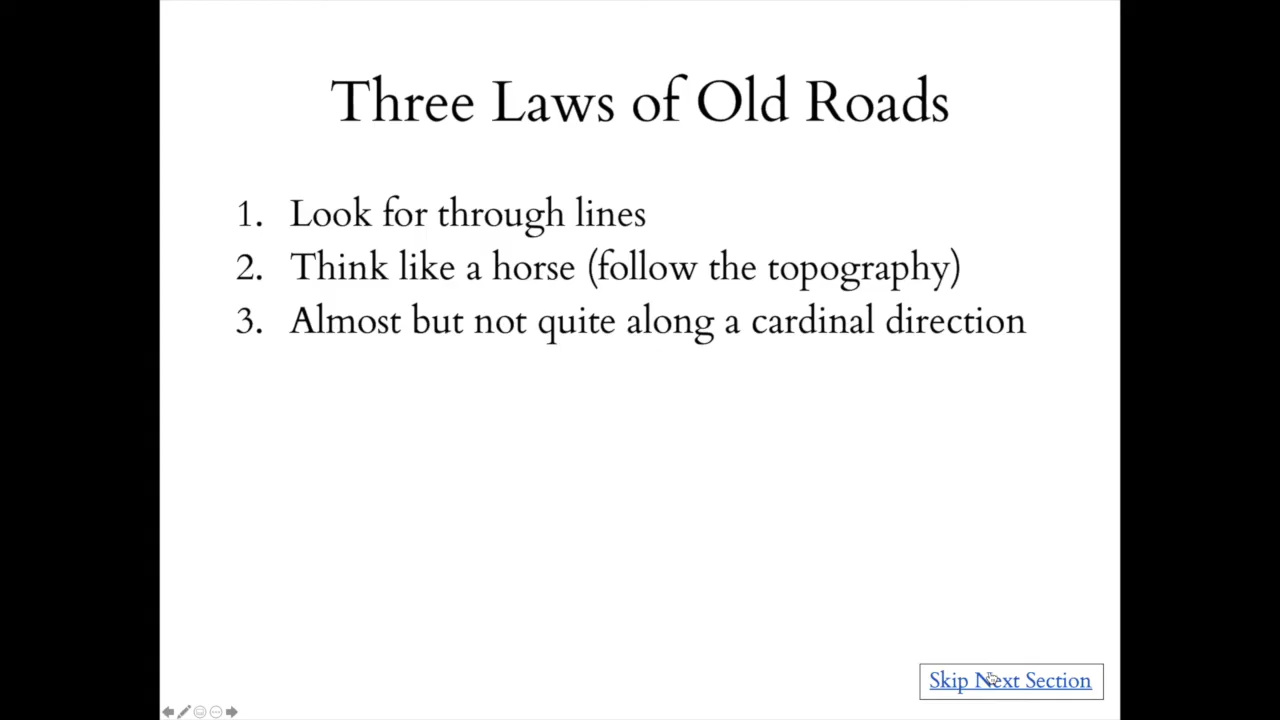 Three Laws of Old Roads
1. Look for through lines
2. Think like a horse (follow the topography)
3. Almost but not quite along a cardinal direction
Skip Next Section